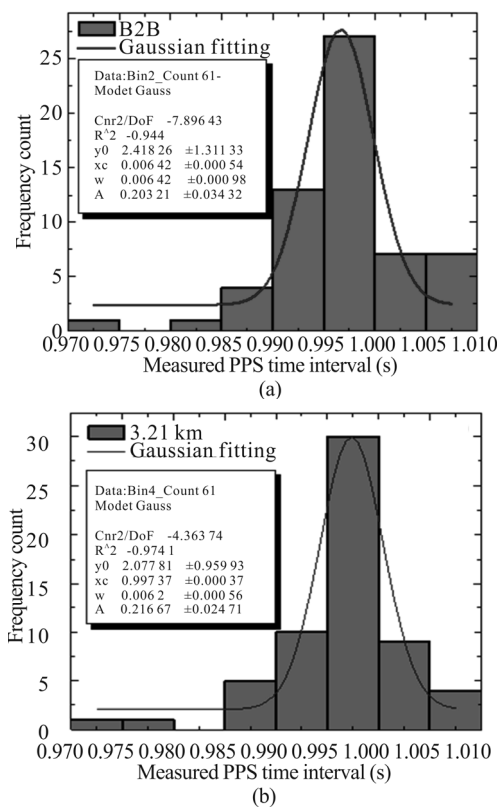 B2B
Gaussian fitting
Data:Bin2_Count 61-
Modet Gauss
Cnr2/DoF -7.896 43
R^2 -0.944
y0 2.418 26 ±1.311 33
xc 0.006 42 ±0.000 54
w 0.006 42 ±0.000 98
A 0.203 21 ±0.034 32
Frequency count
25
20
15
10
5
0
0.970 0.975 0.980 0.985 0.990 0.995 1.000 1.005 1.010
Measured PPS time interval (s)
(a)
3.21 km
Gaussian fitting
Data:Bin4_Count 61
Modet Gauss
Cnr2/DoF -4.363 74
R^2 -0.974 1
y0 2.077 81 ±0.959 93
xc 0.997 37 ±0.000 37
w 0.006 2 ±0.000 56
A 0.216 67 ±0.024 71
Frequency count
30
25
20
15
10
5
0
0.970 0.975 0.980 0.985 0.990 0.995 1.000 1.005 1.010
Measured PPS time interval (s)
(b)